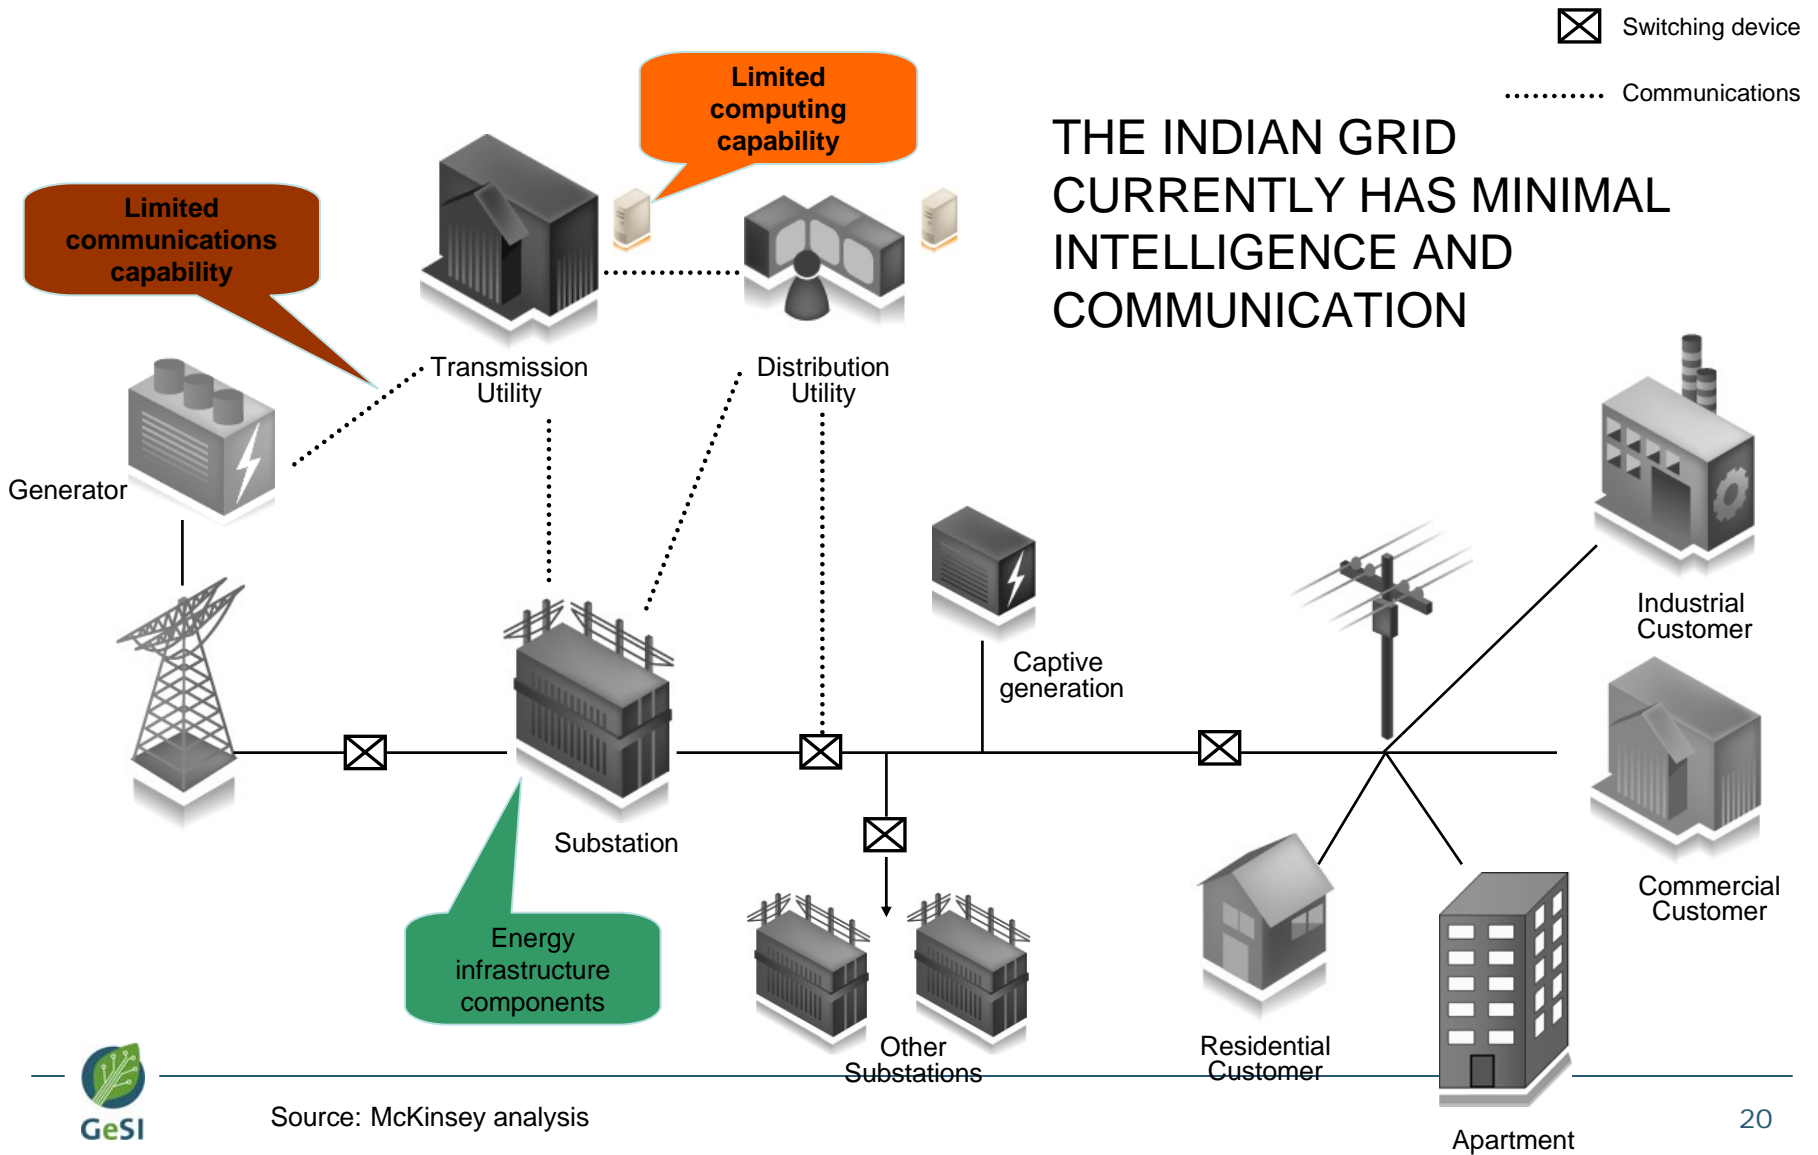 Switching device
Communications
Limited
computing
capability
THE INDIAN GRID
CURRENTLY HAS MINIMAL
INTELLIGENCE AND
COMMUNICATION
Limited
communications
capability
Transmission
Utility
Distribution
Utility
Generator
Captive
generation
Industrial
Customer
Substation
Commercial
Customer
Energy
infrastructure
components
Other
Substations
Residential
Customer
Apartment
GeSI
Source: McKinsey analysis
20